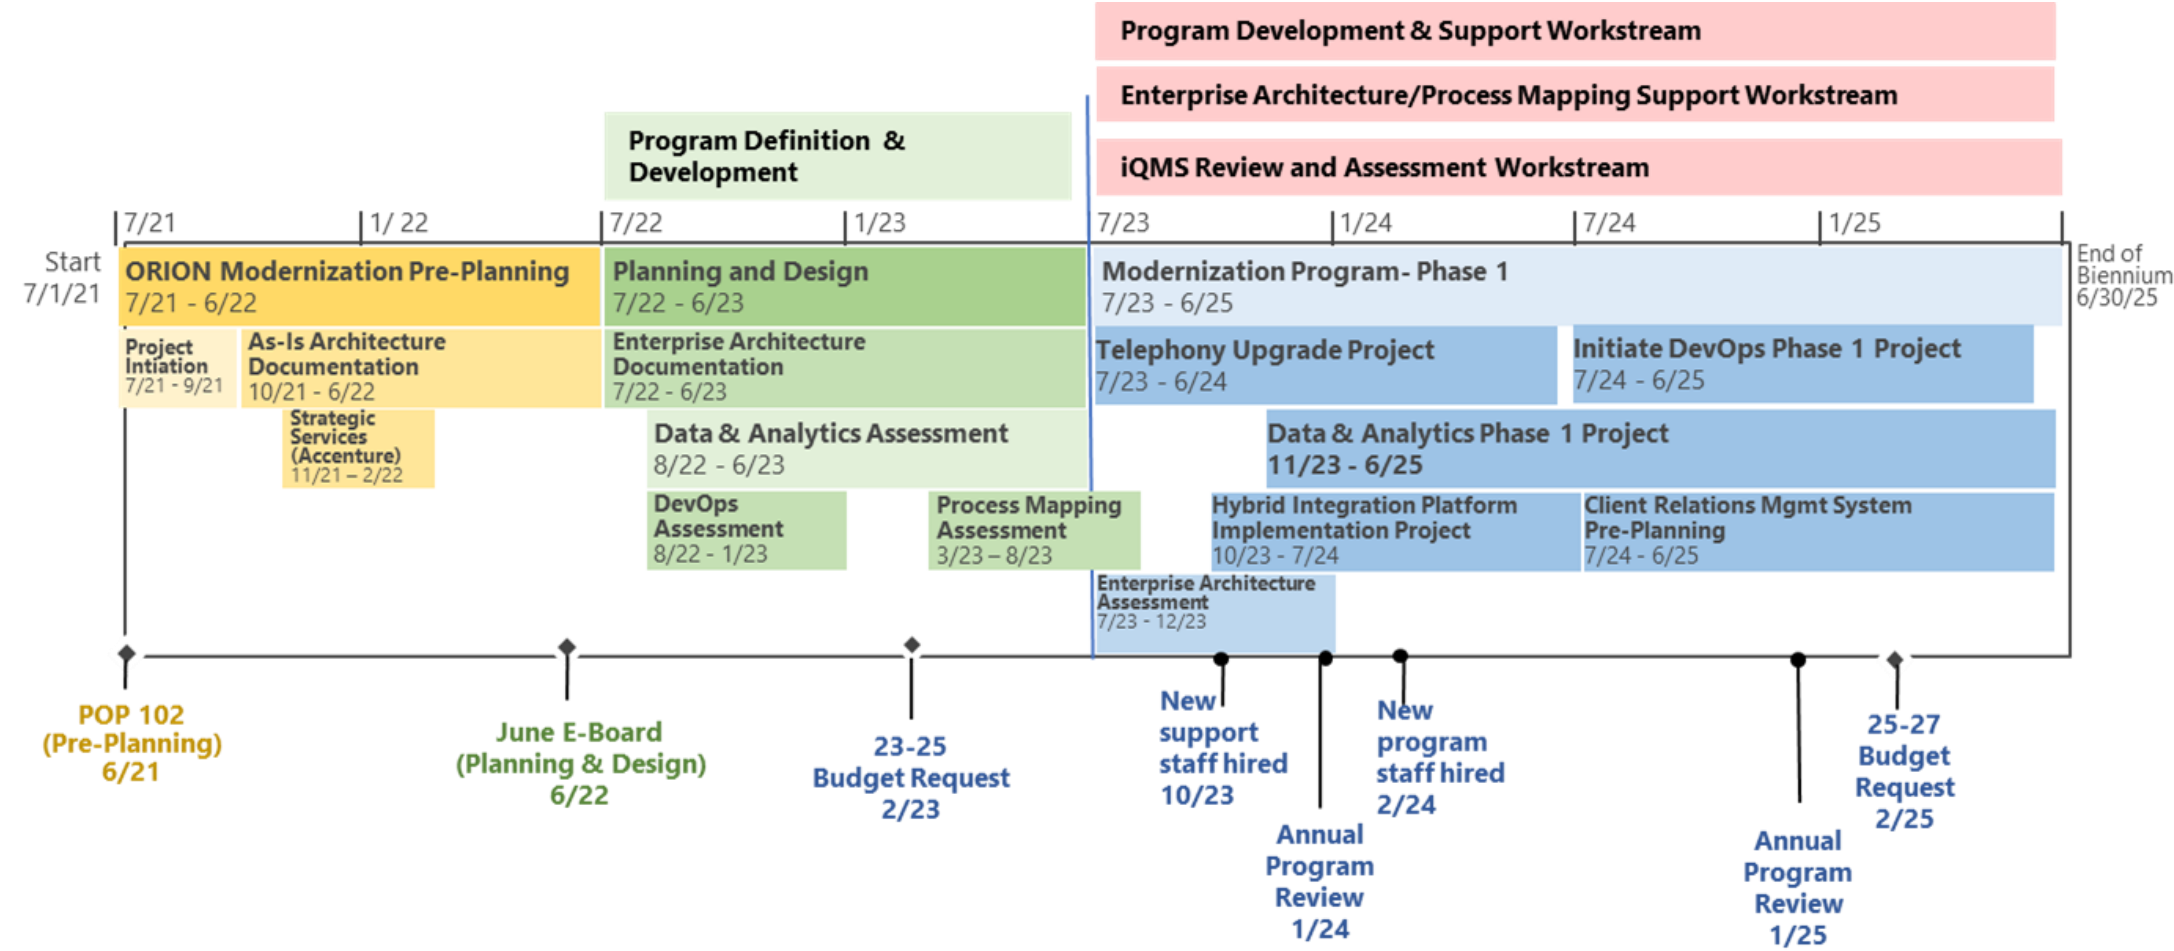 Program Development & Support Workstream
Enterprise Architecture/Process Mapping Support Workstream
Program Definition &
Development
iQMS Review and Assessment Workstream
7/21
1/ 22
7/22
1/23
7/23
1/24
7/24
1/25
Start
7/1/21
End of
Biennium
6/30/25
ORION Modernization Pre-Planning
7/21 - 6/22
Planning and Design
7/22 - 6/23
Modernization Program- Phase 1
7/23 - 6/25
Project
Intiation
7/21 - 9/21
As-Is Architecture
Documentation
10/21 - 6/22
Enterprise Architecture
Documentation
7/22 - 6/23
Telephony Upgrade Project
7/23 - 6/24
Initiate DevOps Phase 1 Project
7/24 - 6/25
Strategic
Services
(Accenture)
11/21 – 2/22
Data & Analytics Assessment
8/22 - 6/23
Data & Analytics Phase 1 Project
11/23 - 6/25
DevOps
Assessment
8/22 - 1/23
Process Mapping
Assessment
3/23 – 8/23
Hybrid Integration Platform
Implementation Project
10/23 - 7/24
Client Relations Mgmt System
Pre-Planning
7/24 - 6/25
Enterprise Architecture
Assessment
7/23 - 12/23
POP 102
(Pre-Planning)
6/21
June E-Board
(Planning & Design)
6/22
23-25
Budget Request
2/23
New
support
staff hired
10/23
Annual
Program
Review
1/24
New
program
staff hired
2/24
Annual
Program
Review
1/25
25-27
Budget
Request
2/25